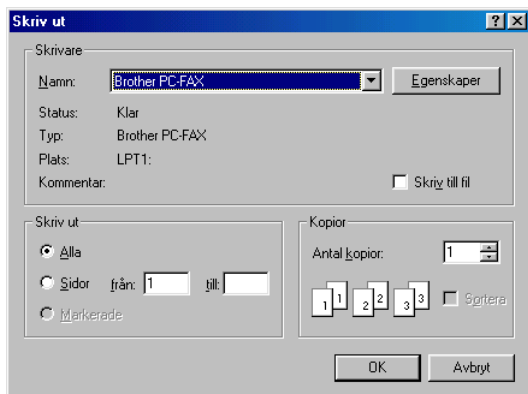 Skriv ut
Skrivare
Namn: Brother PC-FAX Egenskaper
Status: Klar
Typ: Brother PC-FAX
Plats: LPT1:
Kommentar: Skriv till fil
Skriv ut
Alla
Sidor från: 1 till:
Markerade
Kopior
Antal kopior: 1
1 1 2 2 3 3 Sortera
OK Avbryt